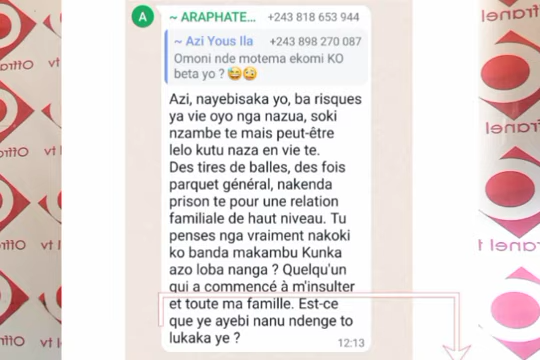 A
~ ARAPHATE... +243 818 653 944
~ Azi Yous Ila +243 898 270 087
Omoni nde motema ekomi KO
beta yo ? 😅🥴
Azi, nayebisaka yo, ba risques
ya vie oyo nga nazua, soki
nzambe te mais peut-être
lelo kutu naza en vie te.
Des tires de balles, des fois
parquet général, nakenda
prison te pour une relation
familiale de haut niveau. Tu
penses nga vraiment nakoki
ko banda makambu Kunka
azo loba nanga ? Quelqu'un
qui a commencé à m'insulter
et toute ma famille. Est-ce
que ye ayebi nanu ndenge to
lukaka ye ?
12:13
Offranel tv